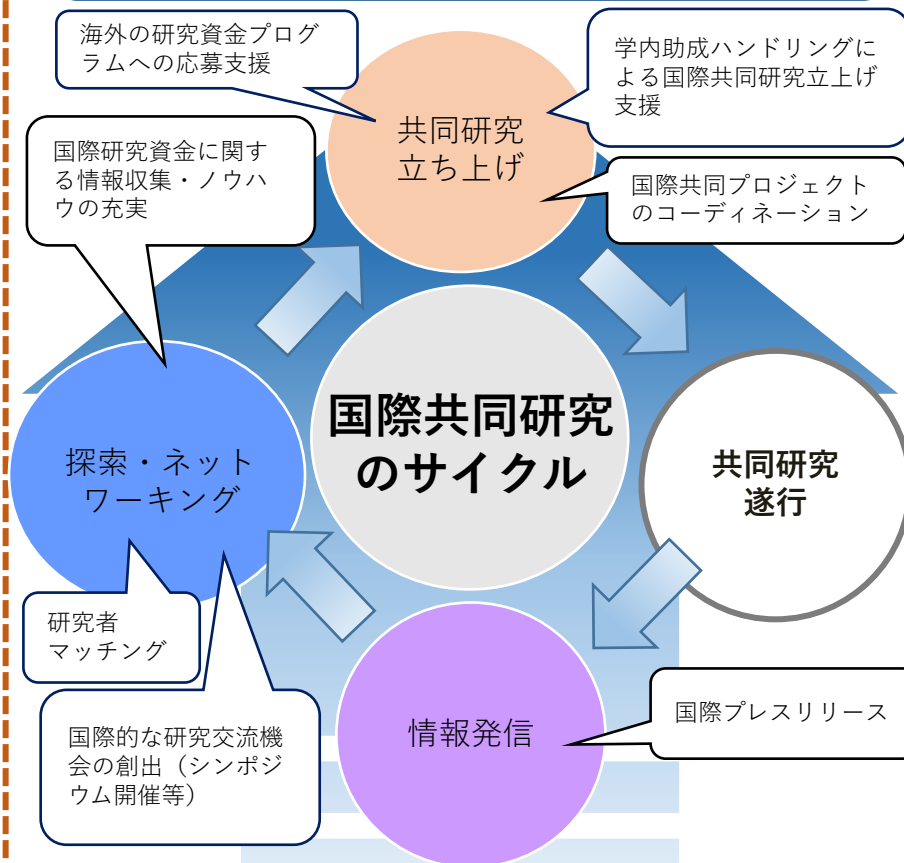 海外の研究資金プログ
ラムへの応募支援
学内助成ハンドリングに
よる国際共同研究立上げ
支援
共同研究
立ち上げ
国際研究資金に関す
る情報収集・ノウハ
ウの充実
国際共同プロジェクト
のコーディネーション
国際共同研究
のサイクル
探索・ネット
ワーキング
共同研究
遂行
研究者
マッチング
国際的な研究交流機
会の創出（シンポジ
ウム開催等）
情報発信
国際プレスリリース